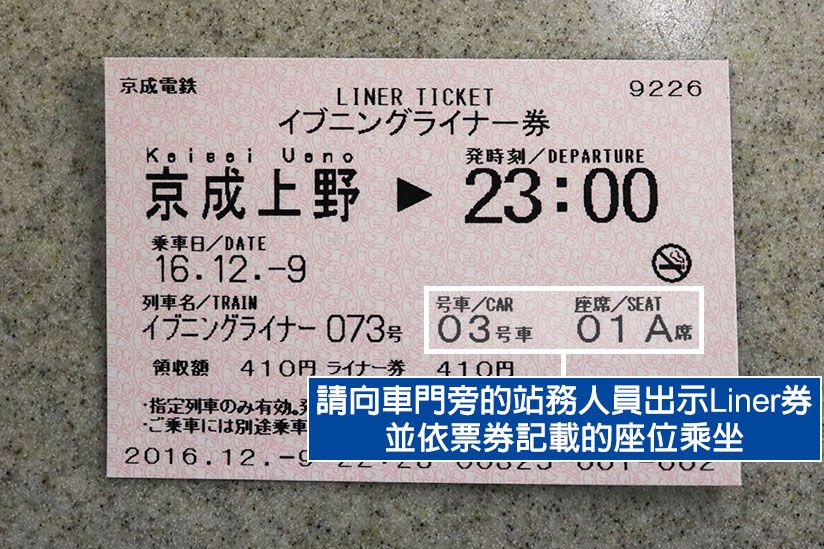 京成電鉄 9226
LINER TICKET
イブニングライナー券
Keisei Ueno 発時刻/DEPARTURE
京成上野 ▶ 23:00
乗車日/DATE
16.12.-9
列車名/TRAIN 号車/CAR 座席/SEAT
イブニングライナー 073号 03号車 01 A席
領収額 410円 ライナー券 410円
・指定列車のみ有効。
・ご乗車には別途乗車
請向車門旁的站務人員出示Liner券
並依票券記載的座位乘坐
2016.12.-9